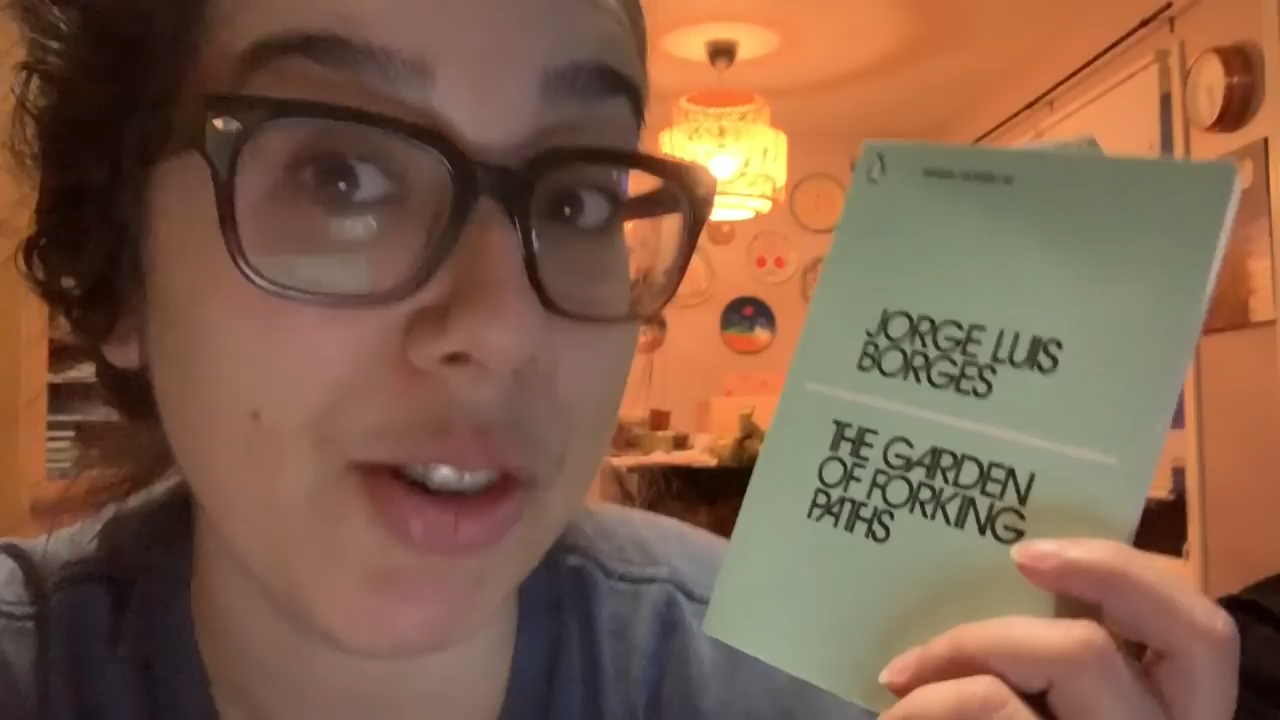 JORGE LUIS
BORGES
THE GARDEN
OF FORKING
PATHS